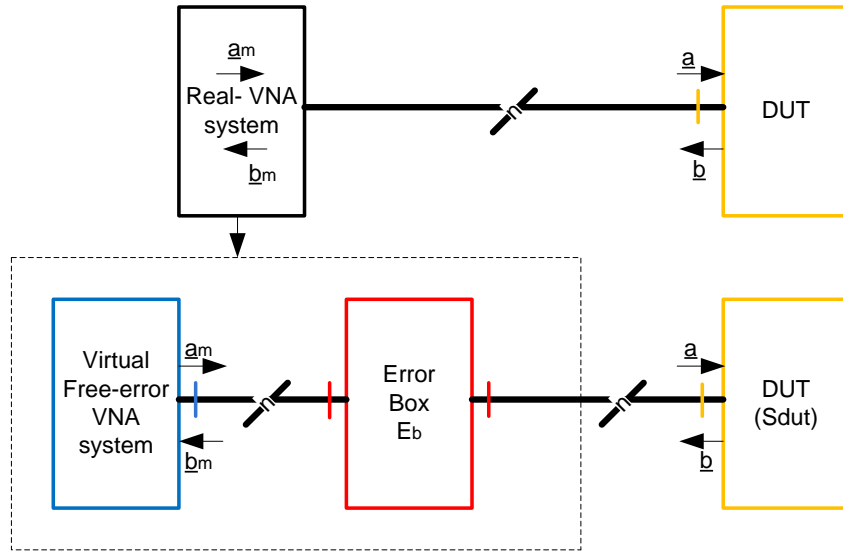 am
Real- VNA
system
bm
n
a
b
DUT
Virtual
Free-error
VNA
system
am
bm
n
Error
Box
Eb
n
a
b
DUT
(Sdut)